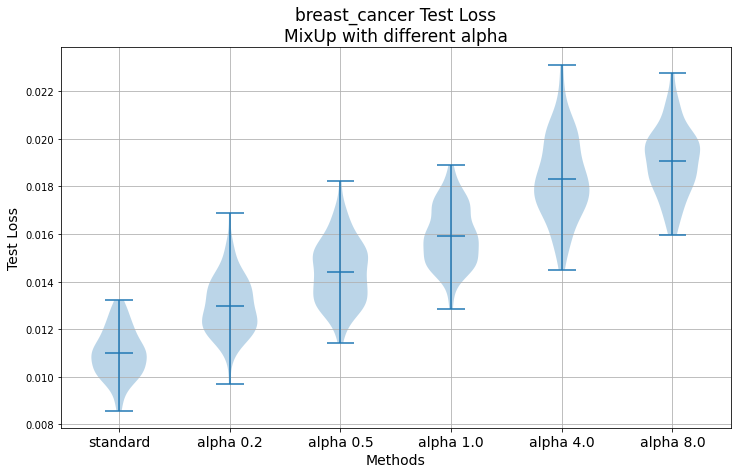 breast_cancer Test Loss
MixUp with different alpha
Test Loss
0.022
0.020
0.018
0.016
0.014
0.012
0.010
0.008
standard alpha 0.2 alpha 0.5 alpha 1.0 alpha 4.0 alpha 8.0
Methods